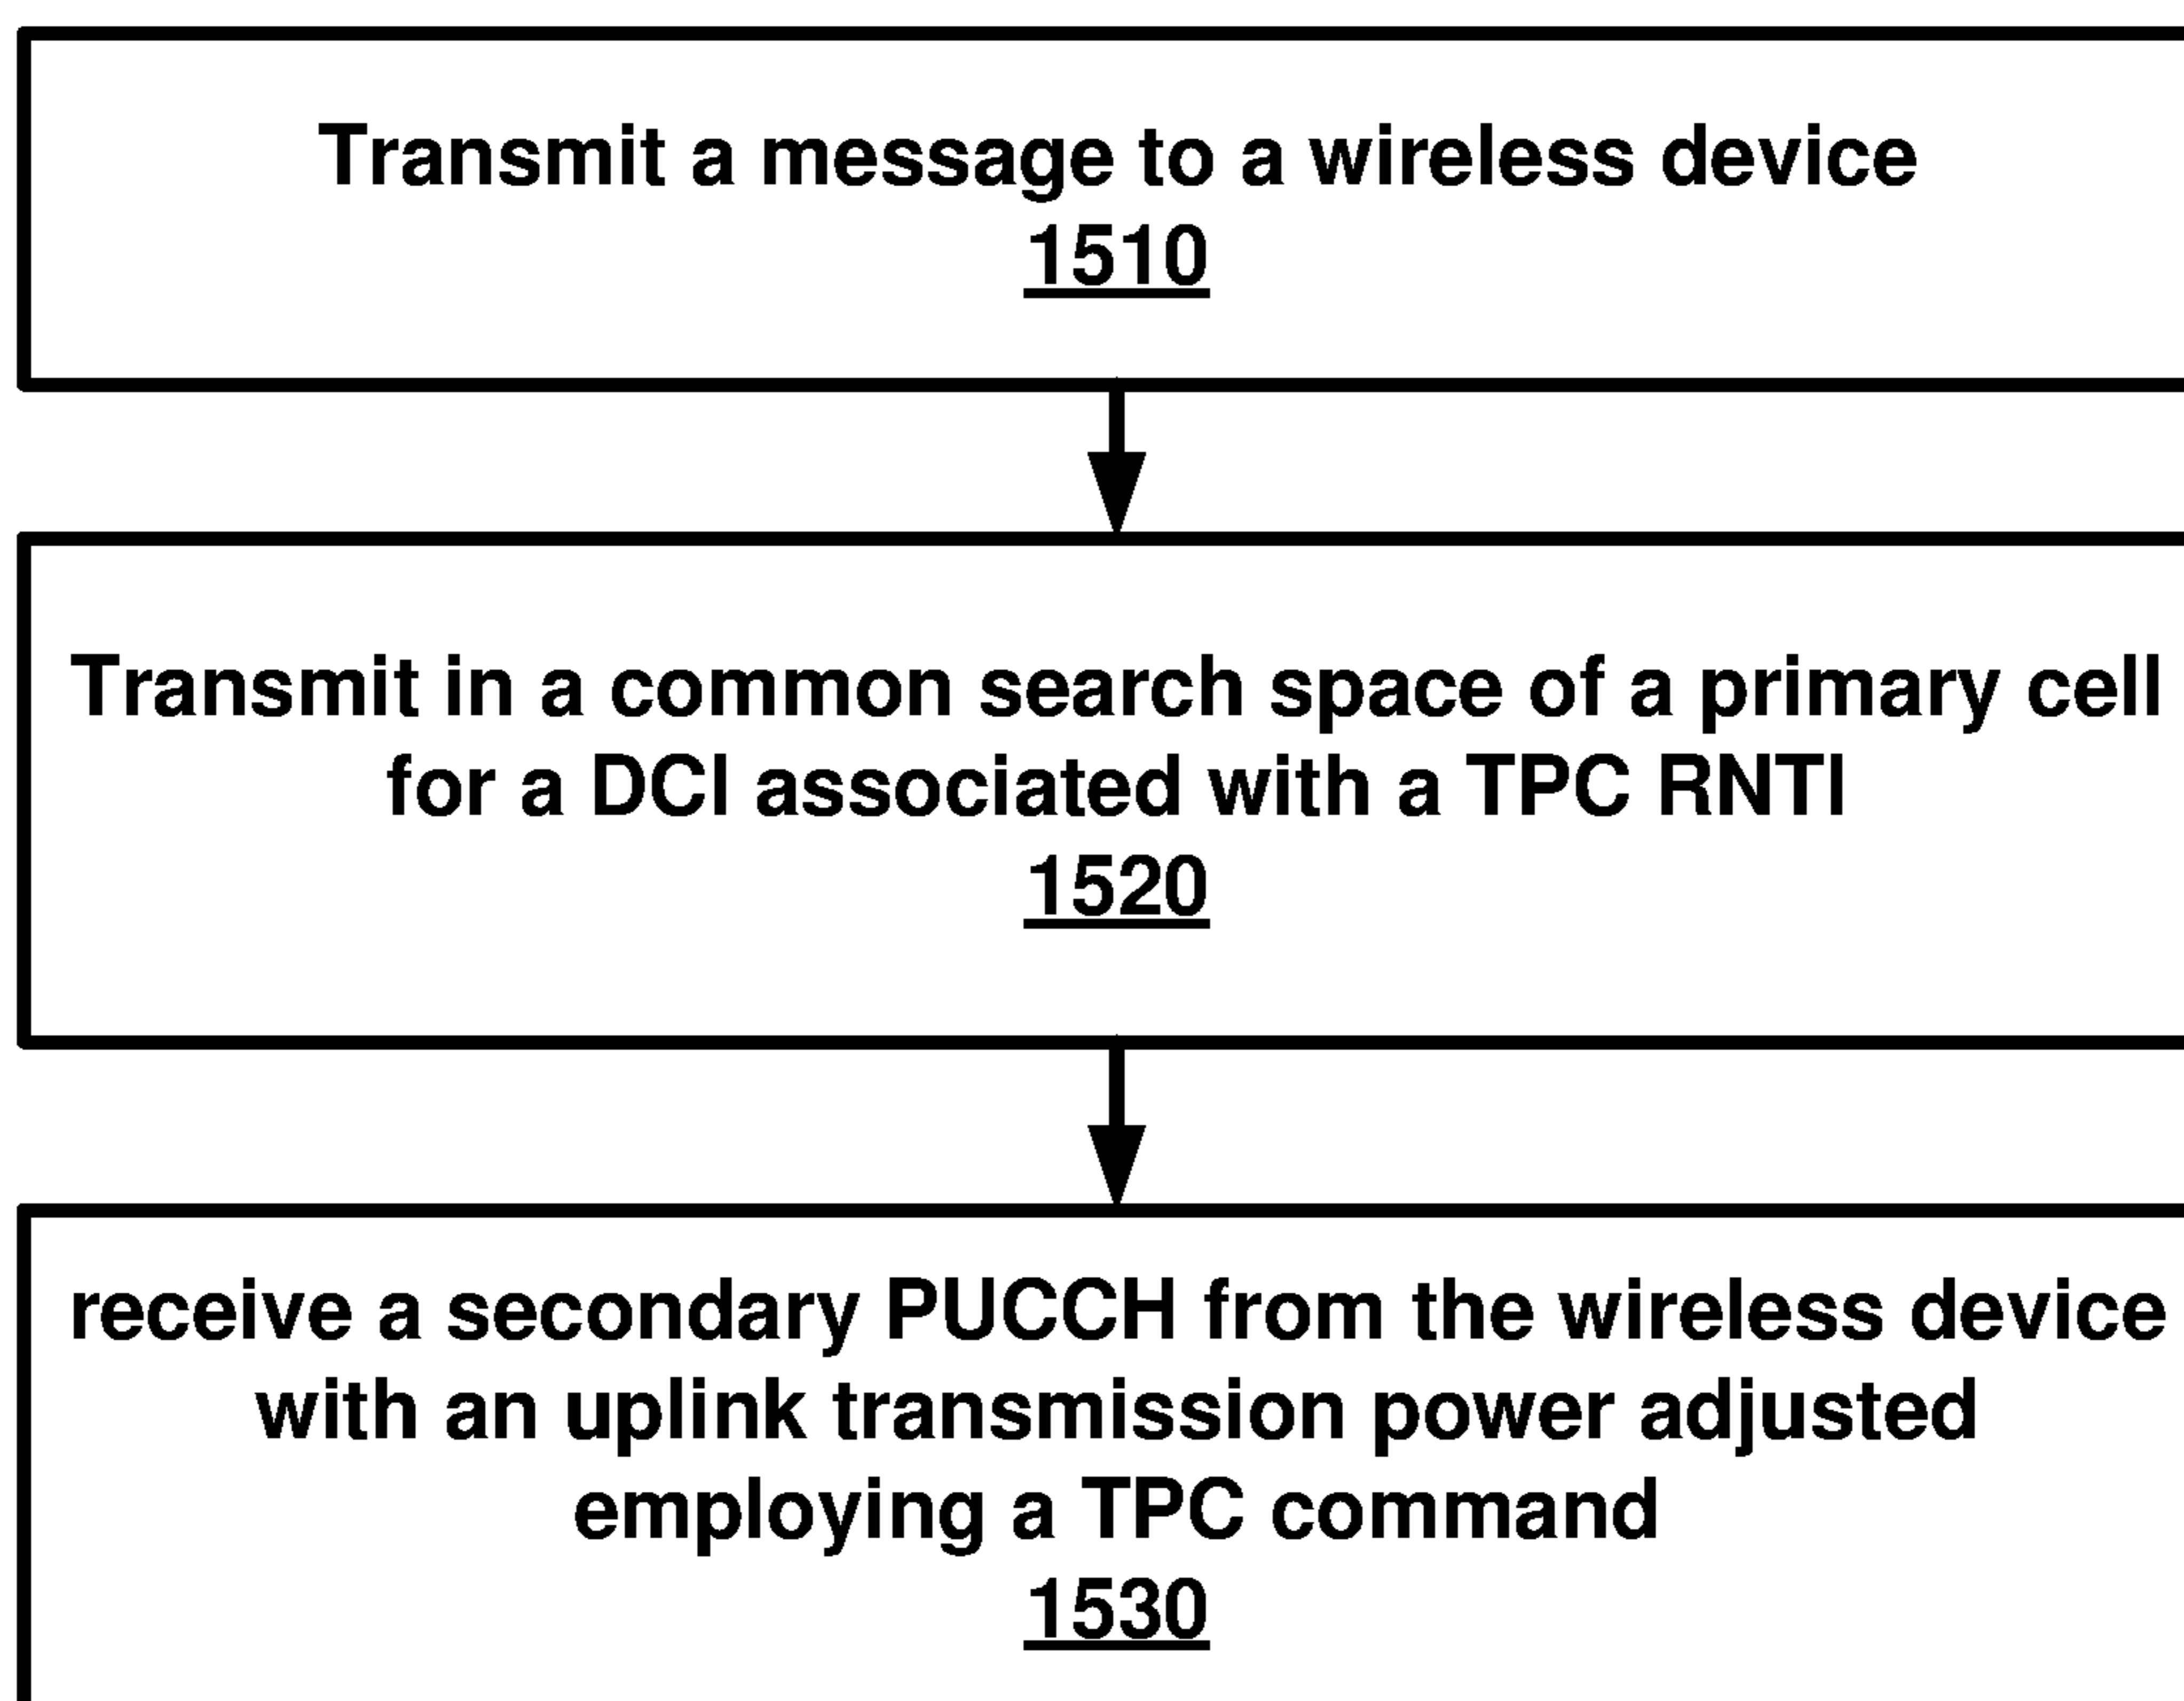 Transmit a message to a wireless device
1510
Transmit in a common search space of a primary cell
for a DCI associated with a TPC RNTI
1520
receive a secondary PUCCH from the wireless device
with an uplink transmission power adjusted
employing a TPC command
1530